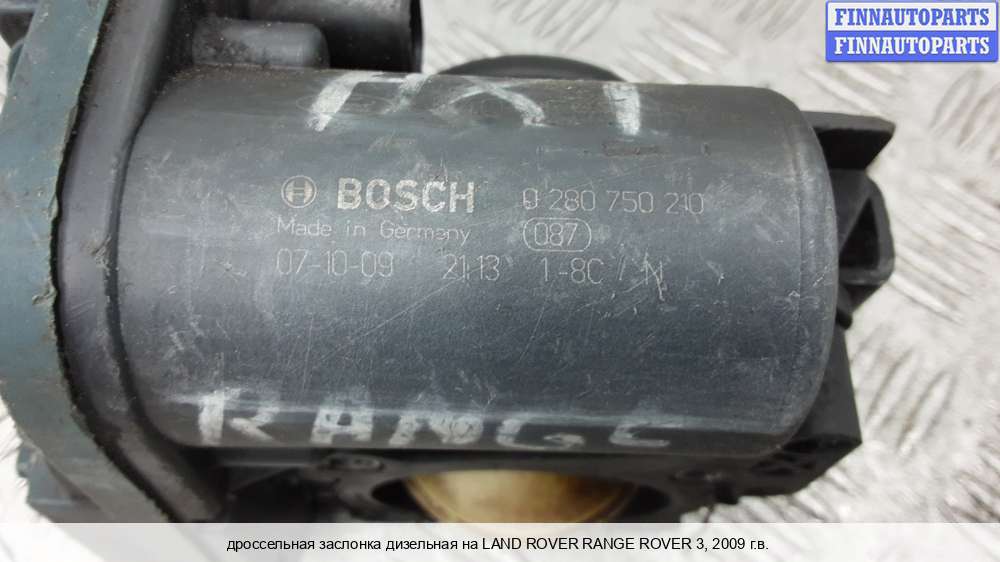 FINNAUTOPARTS
FINNAUTOPARTS
BOSCH 0 280 750 210
Made in Germany 087
07-10-09 21:13 1-8C / N
RANGE
дроссельная заслонка дизельная на LAND ROVER RANGE ROVER 3, 2009 г.в.